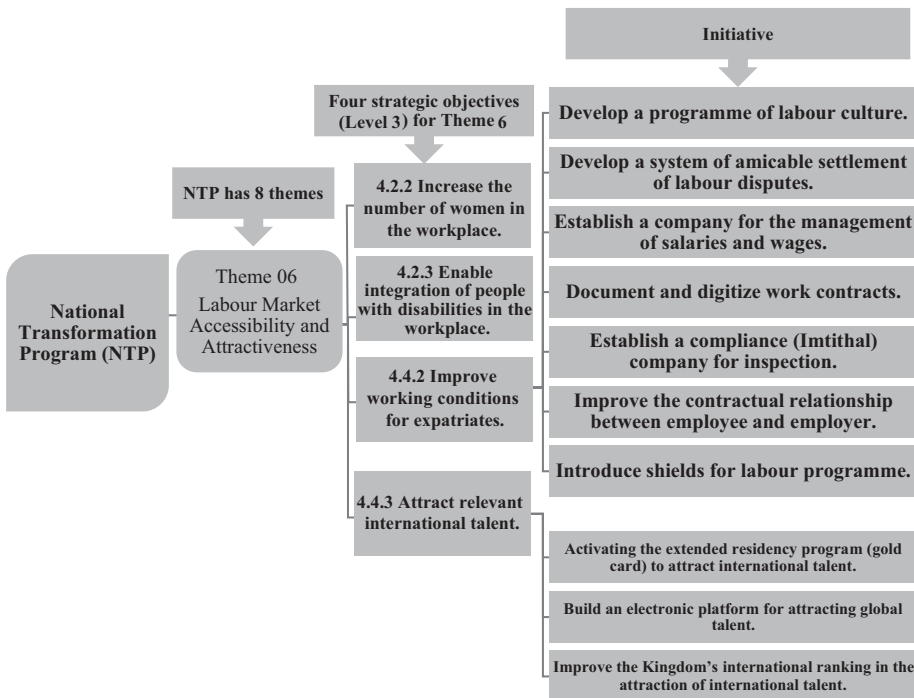 Initiative
Four strategic objectives
(Level 3) for Theme 6
NTP has 8 themes
National
Transformation
Program (NTP)
Theme 06
Labour Market
Accessibility and
Attractiveness
4.2.2 Increase the
number of women in
the workplace.
4.2.3 Enable
integration of people
with disabilities in the
workplace.
4.4.2 Improve
working conditions
for expatriates.
4.4.3 Attract relevant
international talent.
Develop a programme of labour culture.
Develop a system of amicable settlement
of labour disputes.
Establish a company for the management
of salaries and wages.
Document and digitize work contracts.
Establish a compliance (Imtithal)
company for inspection.
Improve the contractual relationship
between employee and employer.
Introduce shields for labour programme.
Activating the extended residency program (gold
card) to attract international talent.
Build an electronic platform for attracting global
talent.
Improve the Kingdom's international ranking in the
attraction of international talent.